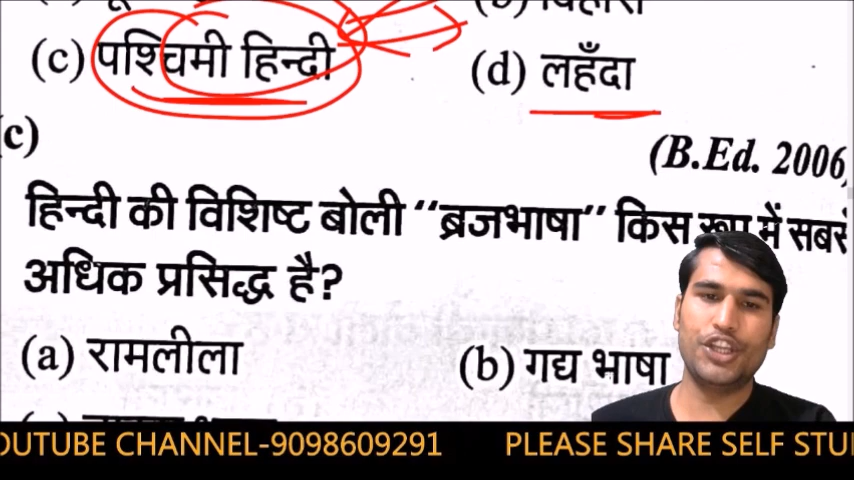 (c) पश्चिमी हिन्दी (d) लहँदा
(c)
(B.Ed. 2006
हिन्दी की विशिष्ट बोली ‘‘ब्रजभाषा’’ किस रूप में
अधिक प्रसिद्ध है?
(a) रामलीला (b) गद्य भाषा
OUTUBE CHANNEL-9098609291 PLEASE SHARE SELF STU